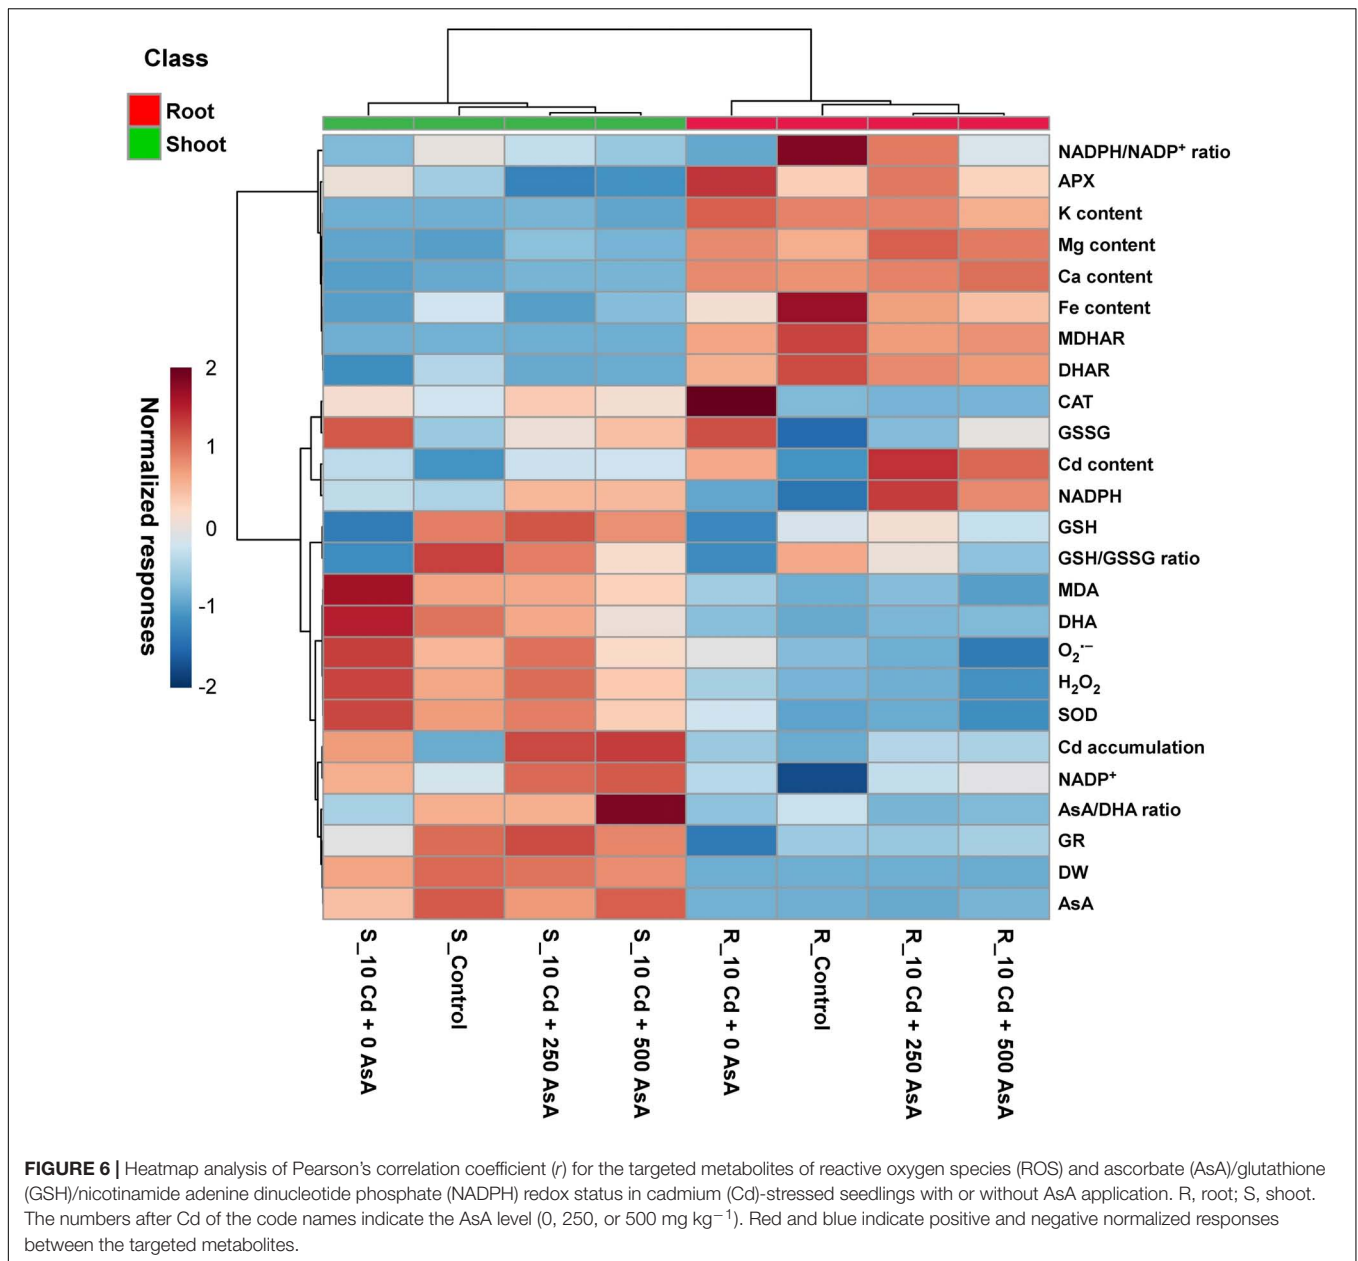 Class
Root
Shoot
NADPH/NADP⁺ ratio
APX
K content
Mg content
Ca content
Fe content
MDHAR
DHAR
CAT
GSSG
Cd content
NADPH
GSH
GSH/GSSG ratio
MDA
DHA
O₂˙⁻
H₂O₂
SOD
Cd accumulation
NADP⁺
AsA/DHA ratio
GR
DW
AsA
Normalized responses
2
1
0
-1
-2
S_10 Cd + 0 AsA
S_Control
S_10 Cd + 250 AsA
S_10 Cd + 500 AsA
R_10 Cd + 0 AsA
R_Control
R_10 Cd + 250 AsA
R_10 Cd + 500 AsA
FIGURE 6 | Heatmap analysis of Pearson's correlation coefficient (r) for the targeted metabolites of reactive oxygen species (ROS) and ascorbate (AsA)/glutathione
(GSH)/nicotinamide adenine dinucleotide phosphate (NADPH) redox status in cadmium (Cd)-stressed seedlings with or without AsA application. R, root; S, shoot.
The numbers after Cd of the code names indicate the AsA level (0, 250, or 500 mg kg⁻¹). Red and blue indicate positive and negative normalized responses
between the targeted metabolites.